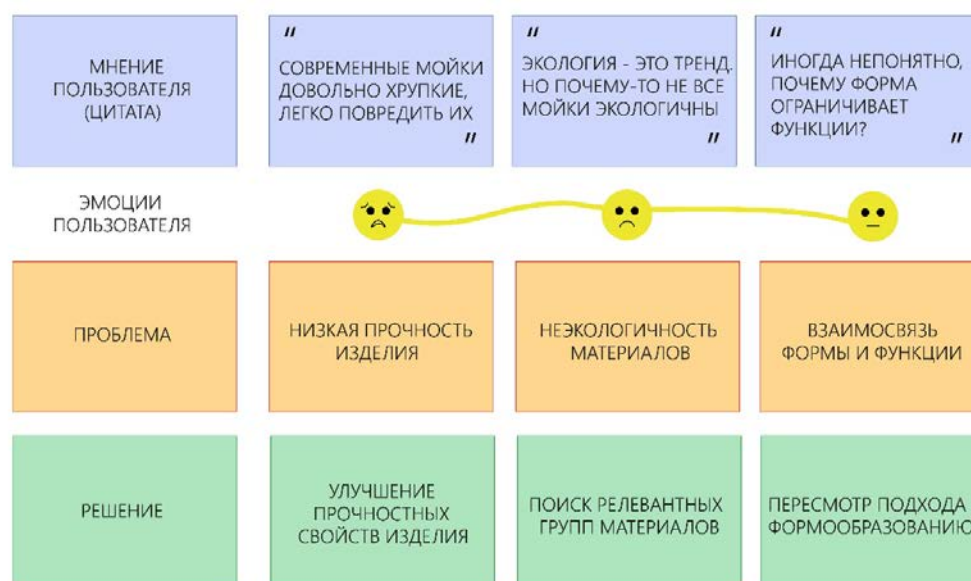 МНЕНИЕ
ПОЛЬЗОВАТЕЛЯ
(ЦИТАТА)
"
СОВРЕМЕННЫЕ МОЙКИ
ДОВОЛЬНО ХРУПКИЕ,
ЛЕГКО ПОВРЕДИТЬ ИХ
"
"
ЭКОЛОГИЯ - ЭТО ТРЕНД.
НО ПОЧЕМУ-ТО НЕ ВСЕ
МОЙКИ ЭКОЛОГИЧНЫ
"
"
ИНОГДА НЕПОНЯТНО,
ПОЧЕМУ ФОРМА
ОГРАНИЧИВАЕТ
ФУНКЦИИ?
"
ЭМОЦИИ
ПОЛЬЗОВАТЕЛЯ
ПРОБЛЕМА
НИЗКАЯ ПРОЧНОСТЬ
ИЗДЕЛИЯ
НЕЭКОЛОГИЧНОСТЬ
МАТЕРИАЛОВ
ВЗАИМОСВЯЗЬ
ФОРМЫ И ФУНКЦИИ
РЕШЕНИЕ
УЛУЧШЕНИЕ
ПРОЧНОСТНЫХ
СВОЙСТВ ИЗДЕЛИЯ
ПОИСК РЕЛЕВАНТНЫХ
ГРУПП МАТЕРИАЛОВ
ПЕРЕСМОТР ПОДХОДА
ФОРМООБРАЗОВАНИЮ